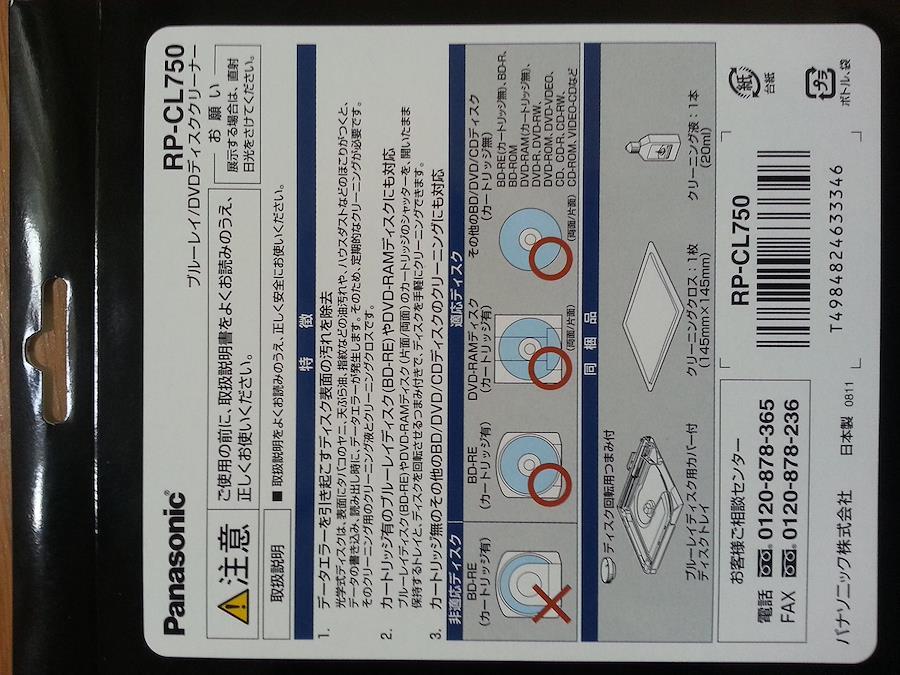 Panasonic®
RP-CL750
ブルーレイ/DVDディスククリーナー
注意
ご使用の前に、取扱説明書をよくお読みのうえ、
正しくお使いください。
お願い
展示する場合は、直射
日光をさけてください。
取扱説明
■ 取扱説明をよくお読みのうえ、正しく安全にお使いください。
特 徴
1. データエラーを引き起こすディスク表面の汚れを除去
光学式ディスクは、表面にタバコのヤニ、天ぷら油、指紋などの油汚れや、ハウスダストなどのほこりがつくと、
データの書き込み、読み出し時に、データエラーが発生します。そのため、定期的なクリーニングが必要です。
そのクリーニング用のクリーニング液とクリーニングクロスです。
2. カートリッジ有のブルーレイディスク(BD-RE)やDVD-RAMディスクにも対応
ブルーレイディスク(BD-RE)やDVD-RAMディスク(片面/両面)のカートリッジのシャッターを、開いたまま
保持するトレイと、ディスクを回転させるつまみ付きで、ディスクを手軽にクリーニングできます。
3. カートリッジ無のその他のBD/DVD/CDディスクのクリーニングにも対応
非適応ディスク
適応ディスク
BD-RE
(カートリッジ有)
BD-RE
(カートリッジ有)
DVD-RAMディスク
(カートリッジ有)
(両面/片面)
その他のBD/DVD/CDディスク
(カートリッジ無)
BD-RE(カートリッジ無)、BD-R、
BD-ROM
DVD-RAM(カートリッジ無)、
DVD-R、DVD-RW、
DVD-ROM、DVD-VDEO、
CD、CD-R、CD-RW、
CD-ROM、VIDEO-CDなど
(両面/片面)
同 梱 品
ディスク回転用つまみ付
ブルーレイディスク用カバー付
ディスクトレイ
クリーニングクロス:1枚
(145mm×145mm)
クリーニング液:1本
(20ml)
お客様ご相談センター
電話 0120-878-365
FAX 0120-878-236
RP-CL750
T4984824633346
紙
台紙
プラ
ボトル、袋
パナソニック株式会社
日本製 0811